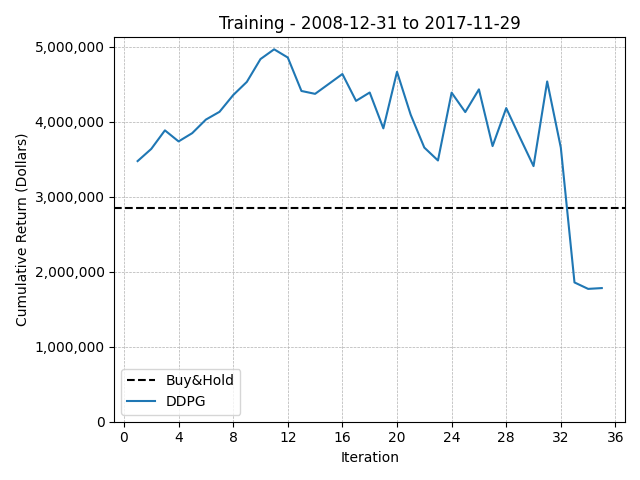 Training - 2008-12-31 to 2017-11-29
5,000,000
4,000,000
3,000,000
2,000,000
1,000,000
0
Cumulative Return (Dollars)
Buy&Hold
DDPG
0 4 8 12 16 20 24 28 32 36
Iteration